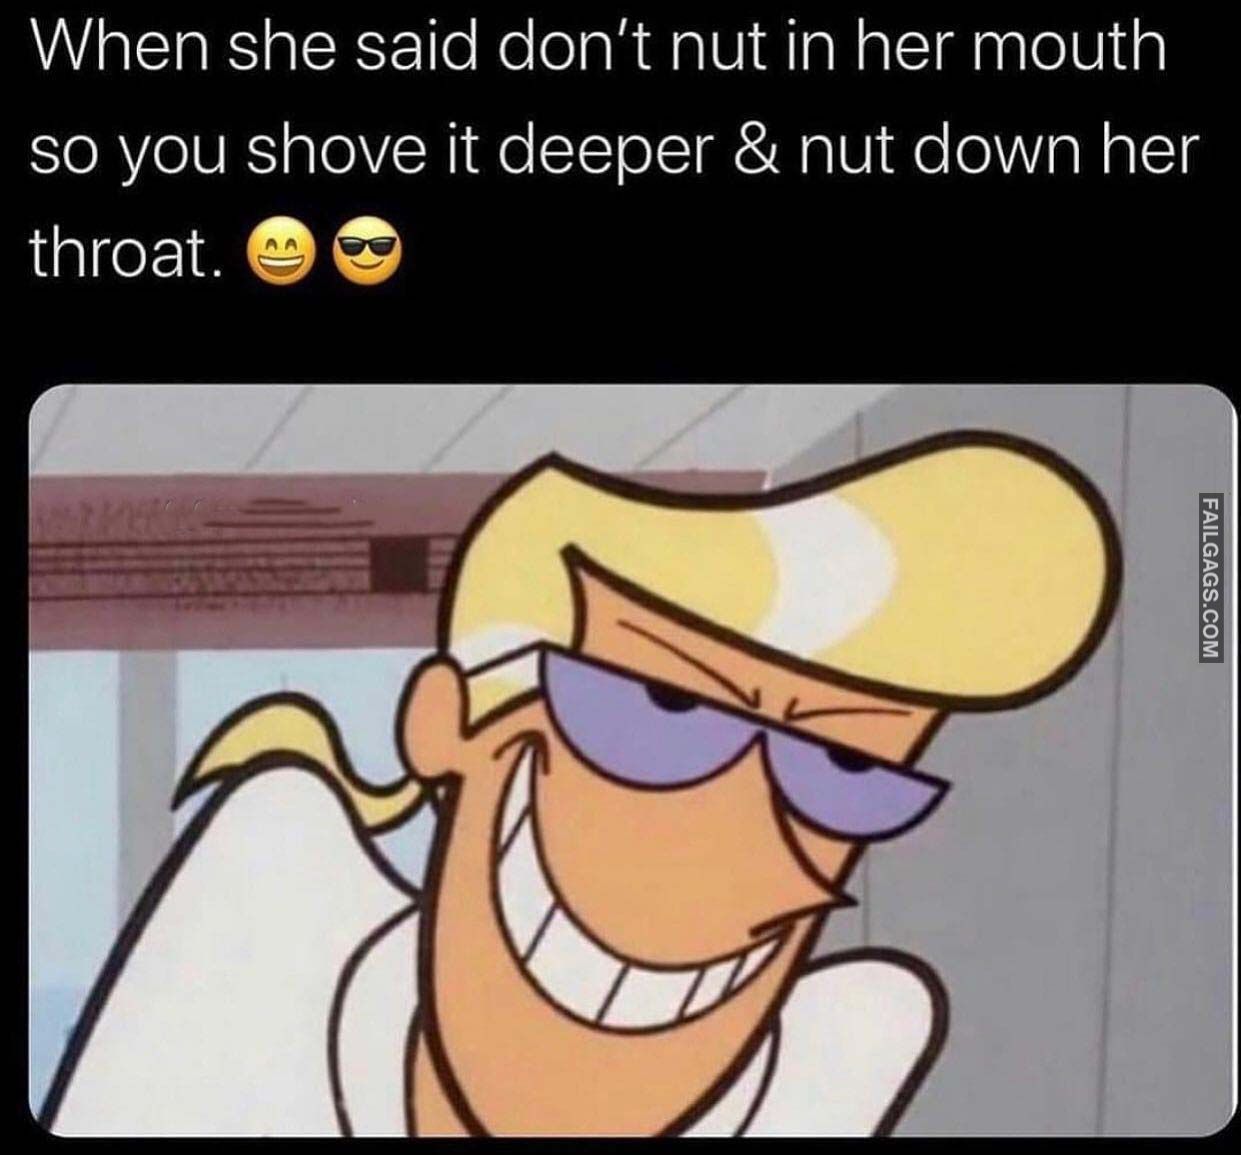 When she said don't nut in her mouth
so you shove it deeper & nut down her
throat. 😄😎
FAILGAGS.COM